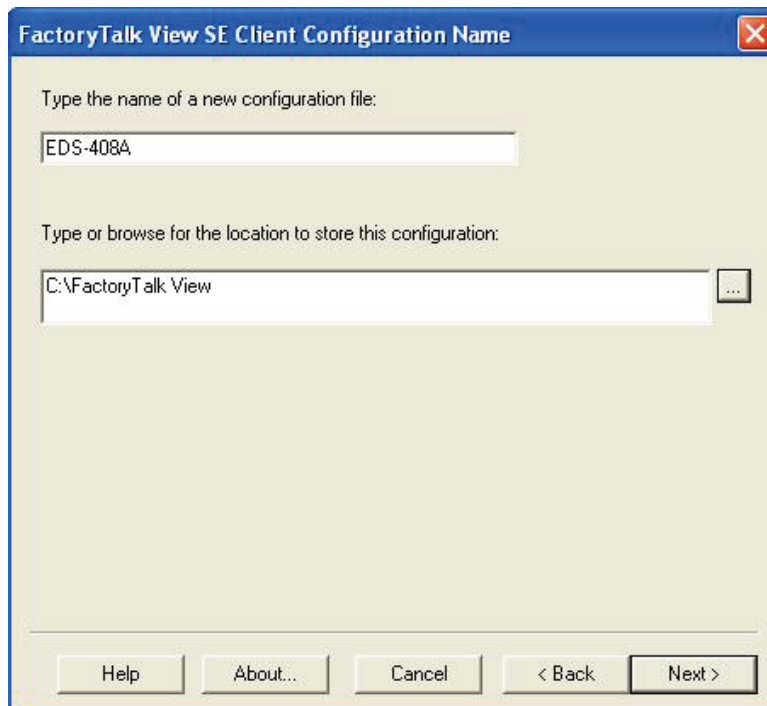 FactoryTalk View SE Client Configuration Name
Type the name of a new configuration file:
EDS-408A
Type or browse for the location to store this configuration:
C:\FactoryTalk View
...
Help
About...
Cancel
< Back
Next >